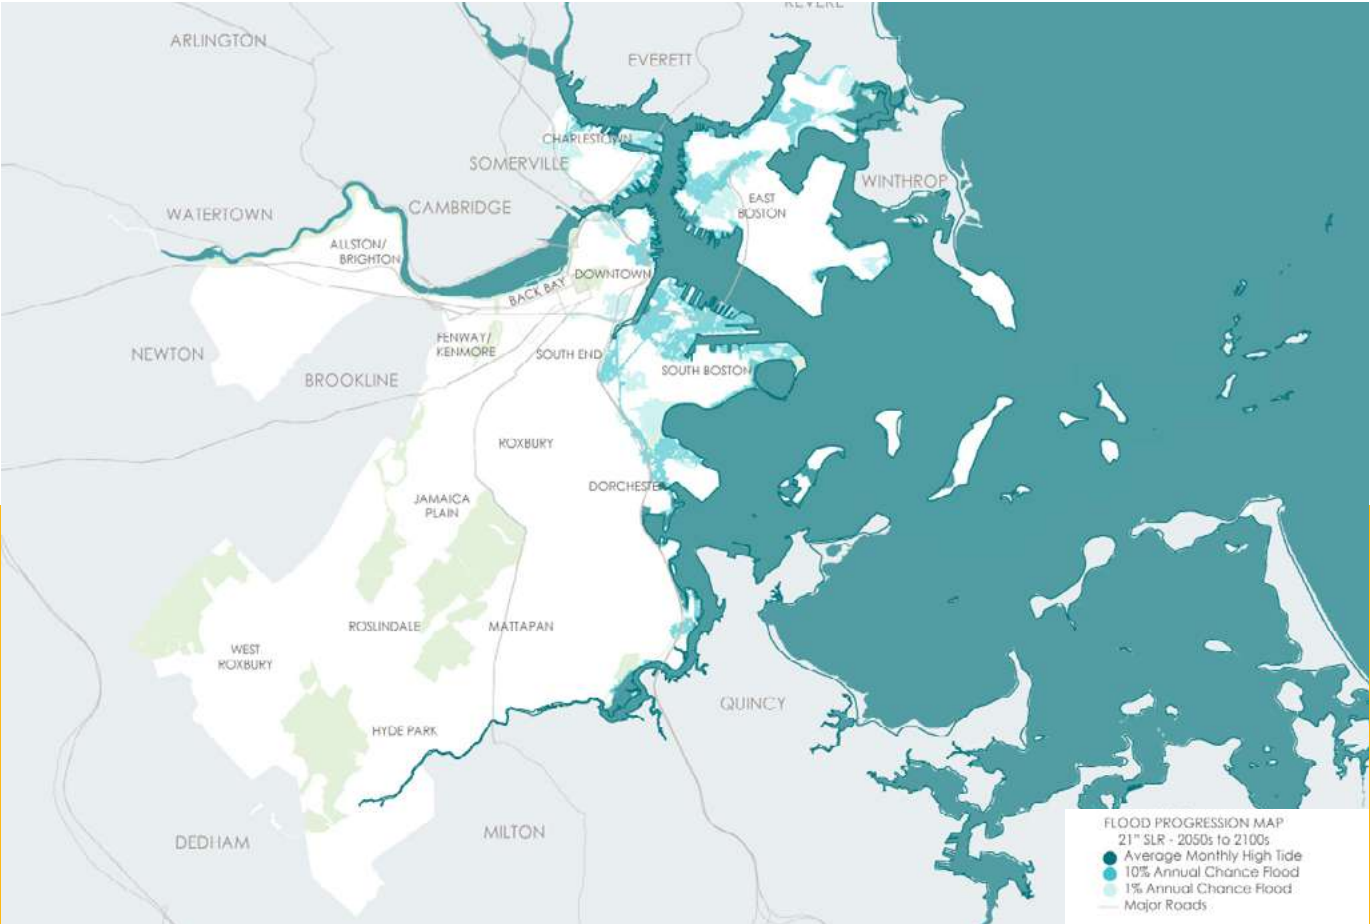 REVERE
ARLINGTON
EVERETT
CHARLESTOWN
SOMERVILLE
WINTHROP
EAST
BOSTON
WATERTOWN
CAMBRIDGE
ALLSTON/
BRIGHTON
DOWNTOWN
BACK BAY
FENWAY/
KENMORE
NEWTON
SOUTH END
SOUTH BOSTON
BROOKLINE
ROXBURY
DORCHESTE
JAMAICA
PLAIN
ROSLINDALE
MATTAPAN
WEST
ROXBURY
QUINCY
HYDE PARK
MILTON
DEDHAM
FLOOD PROGRESSION MAP
21" SLR - 2050s to 2100s
Average Monthly High Tide
10% Annual Chance Flood
1% Annual Chance Flood
Major Roads